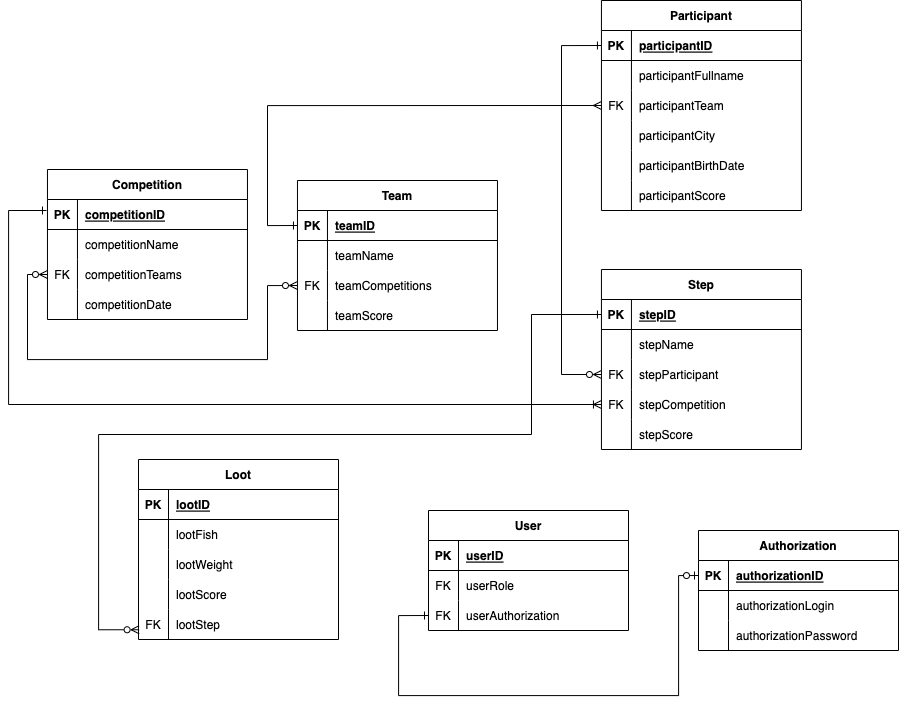 Participant
PK participantID
participantFullname
FK participantTeam
participantCity
participantBirthDate
participantScore
Competition
PK competitionID
competitionName
FK competitionTeams
competitionDate
Team
PK teamID
teamName
FK teamCompetitions
teamScore
Step
PK stepID
stepName
FK stepParticipant
FK stepCompetition
stepScore
Loot
PK lootID
lootFish
lootWeight
lootScore
FK lootStep
User
PK userID
FK userRole
FK userAuthorization
Authorization
PK authorizationID
authorizationLogin
authorizationPassword